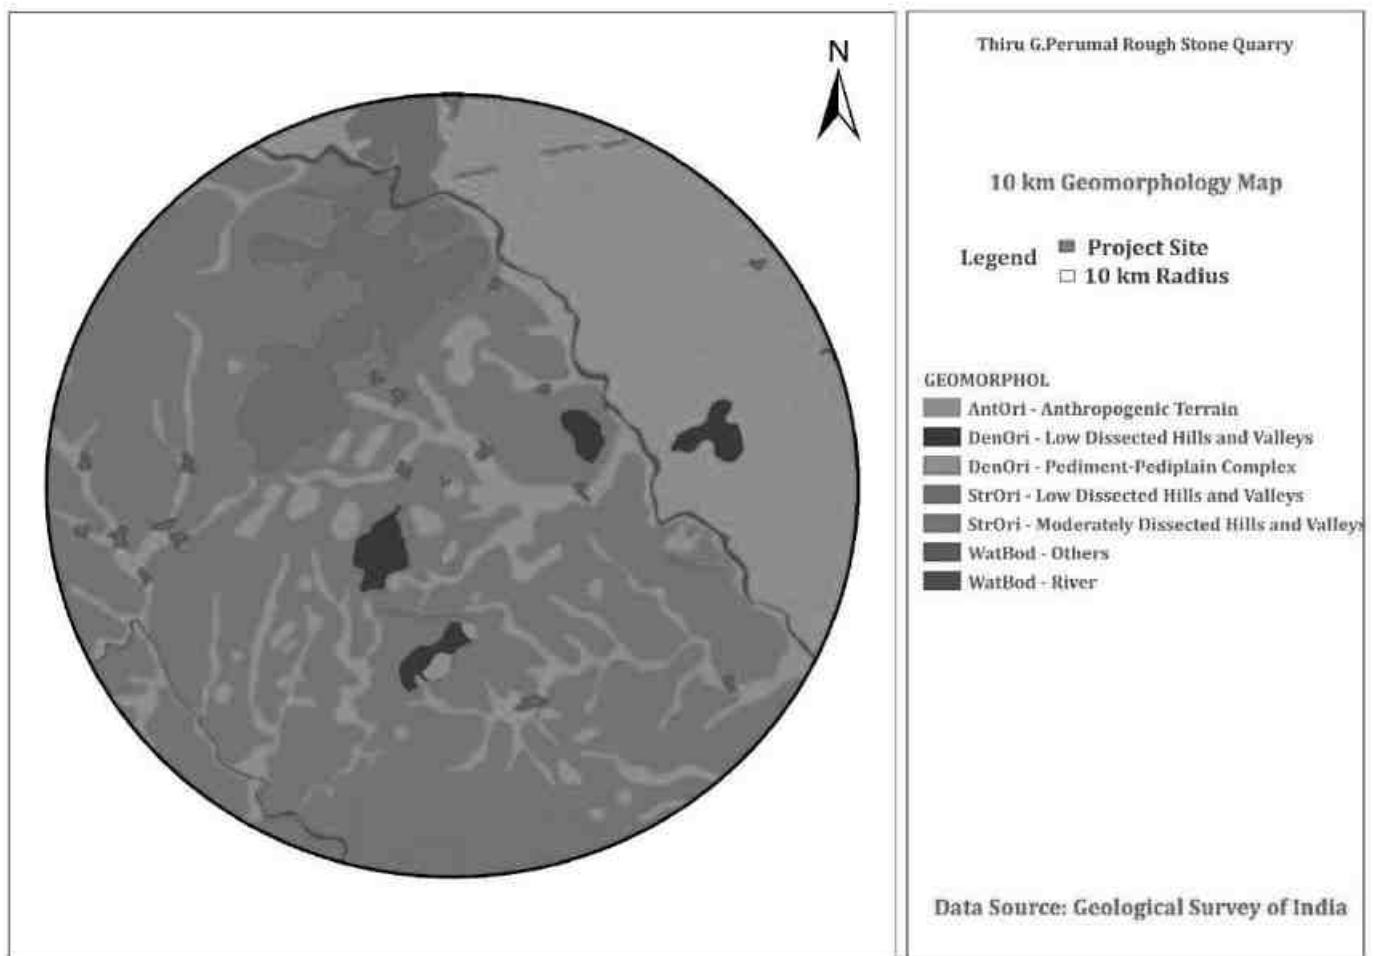 N
Thiru G.Perumal Rough Stone Quarry
10 km Geomorphology Map
Legend
Project Site
10 km Radius
GEOMORPHOL
AntOri - Anthropogenic Terrain
DenOri - Low Dissected Hills and Valleys
DenOri - Pediment-Pediplain Complex
StrOri - Low Dissected Hills and Valleys
StrOri - Moderately Dissected Hills and Valleys
WatBod - Others
WatBod - River
Data Source: Geological Survey of India